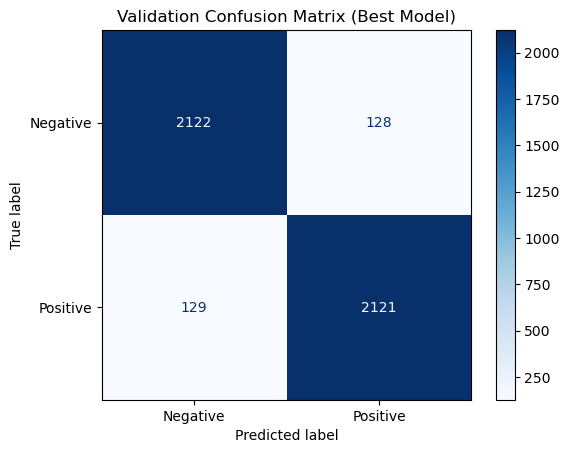 Validation Confusion Matrix (Best Model)
True label
Negative
Positive
2122
128
129
2121
Negative
Positive
Predicted label
2000
1750
1500
1250
1000
750
500
250